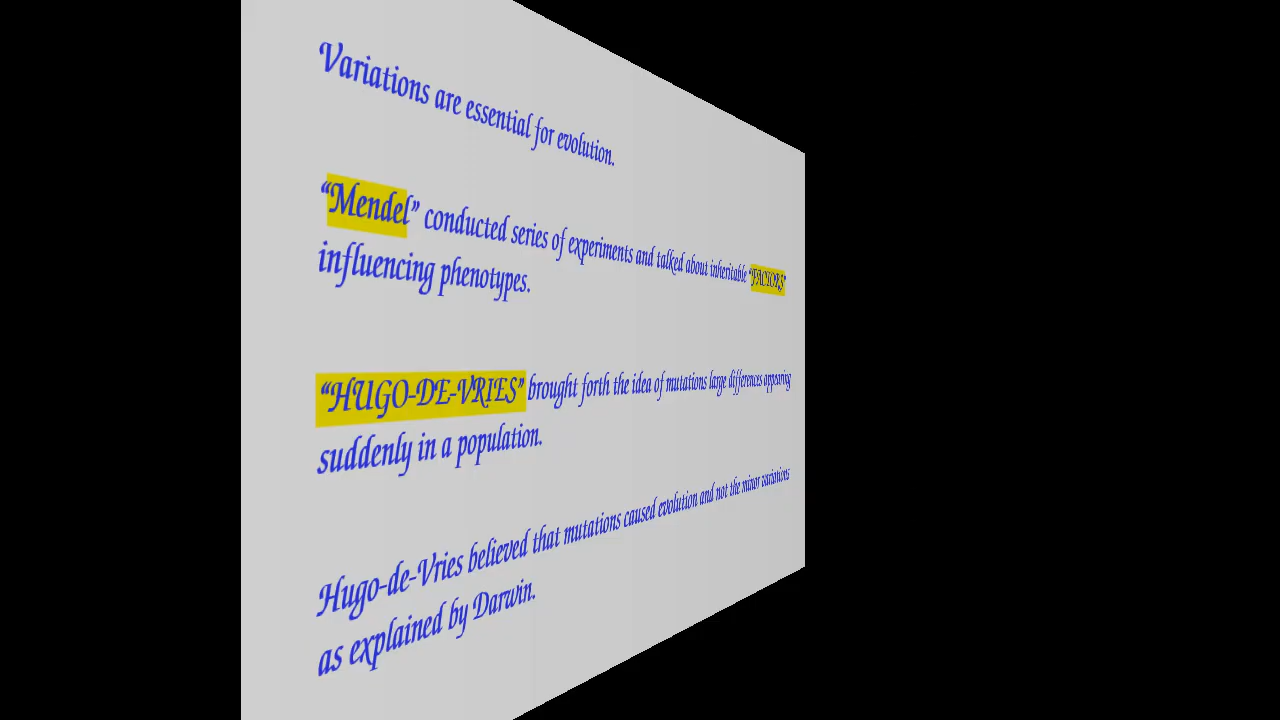 Variations are essential for evolution.
“Mendel” conducted series of experiments and talked about inheritable “FACTORS”
influencing phenotypes.
“HUGO-DE-VRIES” brought forth the idea of mutations large differences appearing
suddenly in a population.
Hugo-de-Vries believed that mutations caused evolution and not the minor variations
as explained by Darwin.